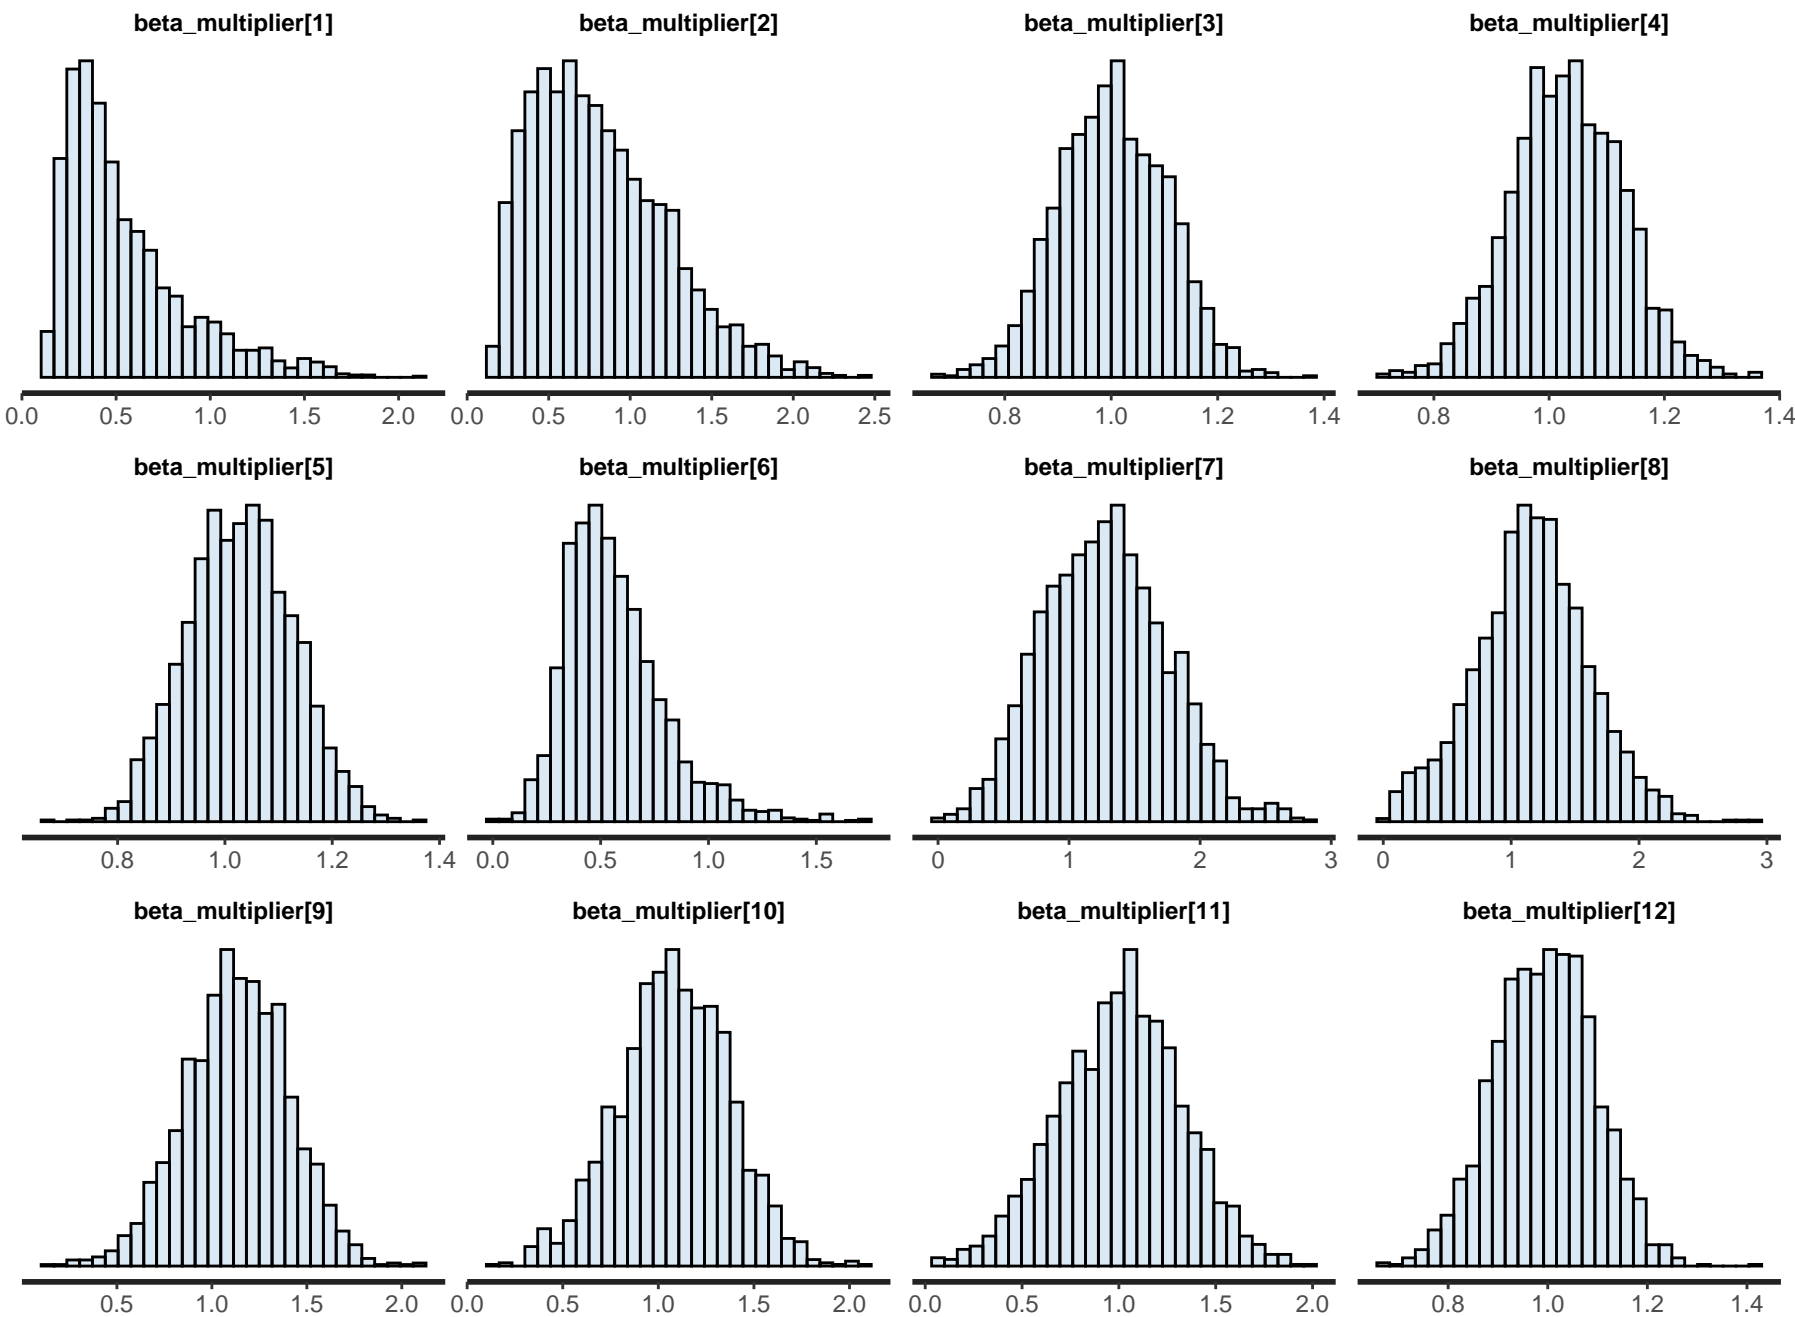 beta_multiplier[1] beta_multiplier[2] beta_multiplier[3] beta_multiplier[4]
0.0 0.5 1.0 1.5 2.0 0.0 0.5 1.0 1.5 2.0 2.5 0.8 1.0 1.2 1.4 0.8 1.0 1.2 1.4
beta_multiplier[5] beta_multiplier[6] beta_multiplier[7] beta_multiplier[8]
0.8 1.0 1.2 1.4 0.0 0.5 1.0 1.5 0 1 2 3 0 1 2 3
beta_multiplier[9] beta_multiplier[10] beta_multiplier[11] beta_multiplier[12]
0.5 1.0 1.5 2.0 0.0 0.5 1.0 1.5 2.0 0.0 0.5 1.0 1.5 2.0 0.8 1.0 1.2 1.4